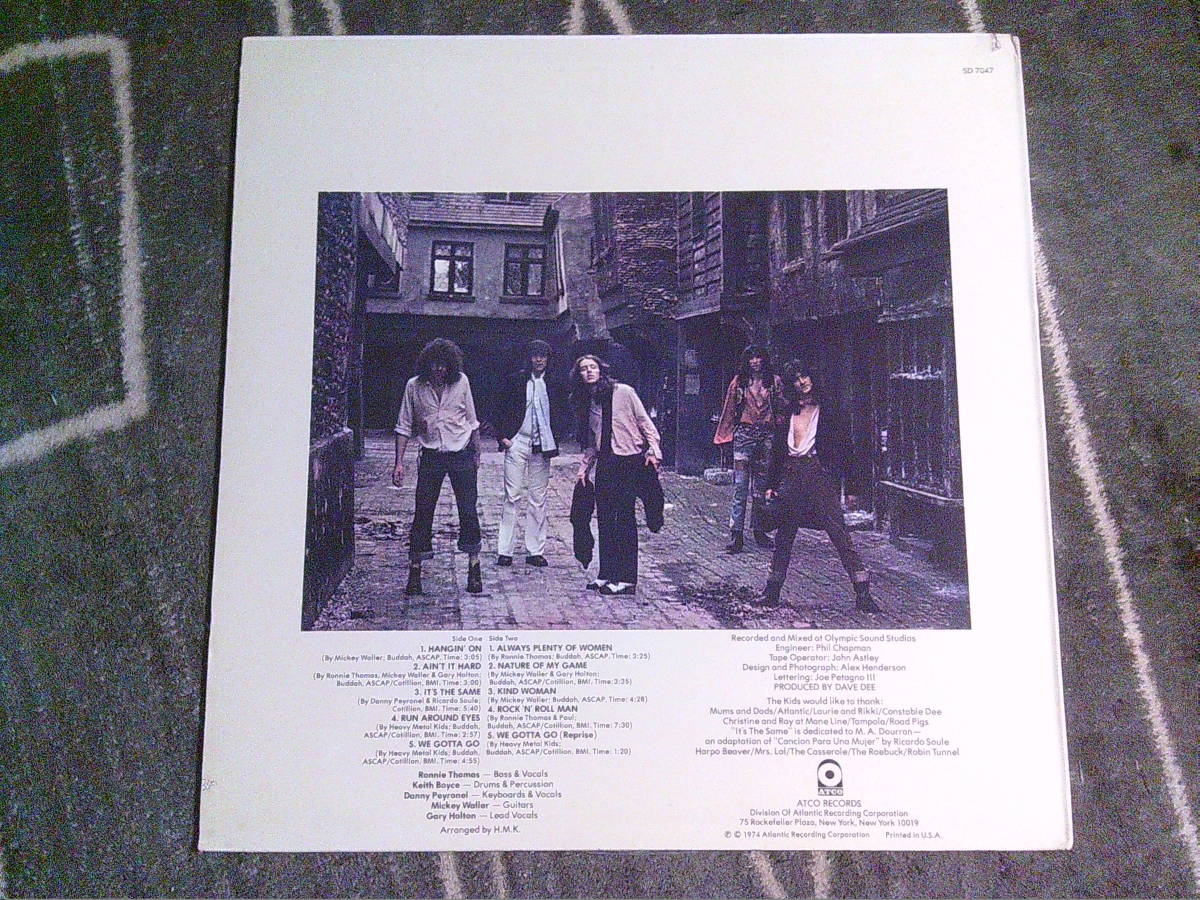 SD 7047
Side One
1. HANGIN' ON
(By Mickey Waller; Buddah, ASCAP. Time: 3:05)
2. AIN'T IT HARD
(By Ronnie Thomas, Mickey Waller & Gary Holton;
Buddah, ASCAP/Cotillion, BMI. Time: 3:00)
3. IT'S THE SAME
(By Danny Peyronel & Ricardo Soule;
Cotillion, BMI. Time: 5:40)
4. RUN AROUND EYES
(By Heavy Metal Kids; Buddah,
ASCAP/Cotillion, BMI. Time: 2:57)
5. WE GOTTA GO
(By Heavy Metal Kids; Buddah,
ASCAP/Cotillion, BMI. Time: 4:55)
Side Two
1. ALWAYS PLENTY OF WOMEN
(By Ronnie Thomas; Buddah, ASCAP. Time: 3:25)
2. NATURE OF MY GAME
(By Mickey Waller & Gary Holton;
Buddah, ASCAP/Cotillion, BMI. Time: 3:35)
3. KIND WOMAN
(By Mickey Waller; Buddah, ASCAP. Time: 4:28)
4. ROCK 'N' ROLL MAN
(By Ronnie Thomas & Paul;
Buddah, ASCAP/Cotillion, BMI. Time: 7:30)
5. WE GOTTA GO (Reprise)
(By Heavy Metal Kids;
Buddah, ASCAP/Cotillion, BMI. Time: 1:20)
Ronnie Thomas — Bass & Vocals
Keith Boyce — Drums & Percussion
Danny Peyronel — Keyboards & Vocals
Mickey Waller — Guitars
Gary Holton — Lead Vocals
Arranged by H.M.K.
Recorded and Mixed at Olympic Sound Studios
Engineer: Phil Chapman
Tape Operator: John Astley
Design and Photograph: Alex Henderson
Lettering: Joe Petagno III
PRODUCED BY DAVE DEE
The Kids would like to thank:
Mums and Dads/Atlantic/Laurie and Rikki/Constable Dee
Christine and Ray at Mane Line/Tampola/Road Pigs
"It's The Same" is dedicated to M. A. Dourron—
an adaptation of "Cancion Para Una Mujer" by Ricardo Soule
Harpo Beaver/Mrs. Lal/The Casserole/The Roebuck/Robin Tunnel
ATCO
ATCO RECORDS
Division Of Atlantic Recording Corporation
75 Rockefeller Plaza, New York, New York 10019
℗ © 1974 Atlantic Recording Corporation Printed in U.S.A.